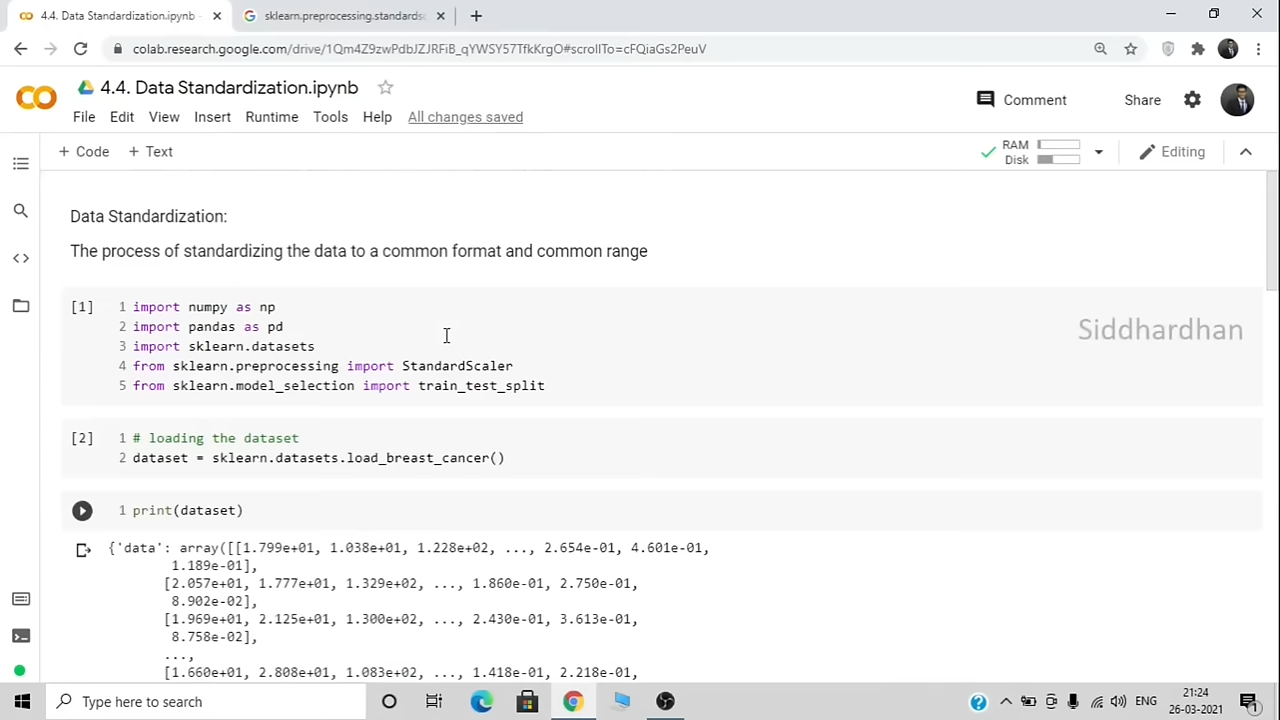 4.4. Data Standardization.ipynb
sklearn.preprocessing.standardsc
colab.research.google.com/drive/1Qm4Z9zwPdbJZJRFiB_qYWSY57TfkKrgO#scrollTo=cFQiaGs2PeuV
4.4. Data Standardization.ipynb
Comment
Share
File Edit View Insert Runtime Tools Help All changes saved
+ Code + Text
RAM
Disk
Editing
Data Standardization:
The process of standardizing the data to a common format and common range
[1] 1 import numpy as np
2 import pandas as pd
3 import sklearn.datasets
4 from sklearn.preprocessing import StandardScaler
5 from sklearn.model_selection import train_test_split
Siddhardhan
[2] 1 # loading the dataset
2 dataset = sklearn.datasets.load_breast_cancer()
1 print(dataset)
{'data': array([[1.799e+01, 1.038e+01, 1.228e+02, ..., 2.654e-01, 4.601e-01,
1.189e-01],
[2.057e+01, 1.777e+01, 1.329e+02, ..., 1.860e-01, 2.750e-01,
8.902e-02],
[1.969e+01, 2.125e+01, 1.300e+02, ..., 2.430e-01, 3.613e-01,
8.758e-02],
...,
[1.660e+01, 2.808e+01, 1.083e+02, ..., 1.418e-01, 2.218e-01,
Type here to search
ENG
21:24
26-03-2021
1